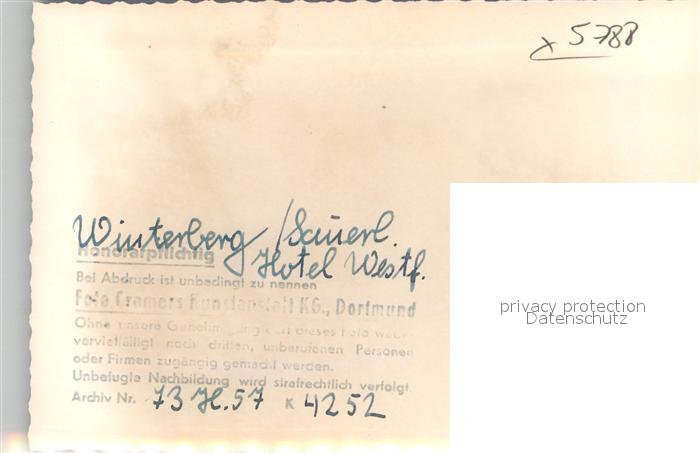 x 5788
Winterberg/Sauerl.
Honorarpflichtig
Hotel Westf.
Bei Abdruck ist unbedingt zu nennen
Foto Cramers Kunstanstalt KG., Dortmund
Ohne unsere Genehmigung darf dieses Foto weder
vervielfältigt noch dritten, unberufenen Personen
oder Firmen zugängig gemacht werden.
Unbefugte Nachbildung wird strafrechtlich verfolgt
Archiv Nr. 73 H.57 K 4252
privacy protection
Datenschutz